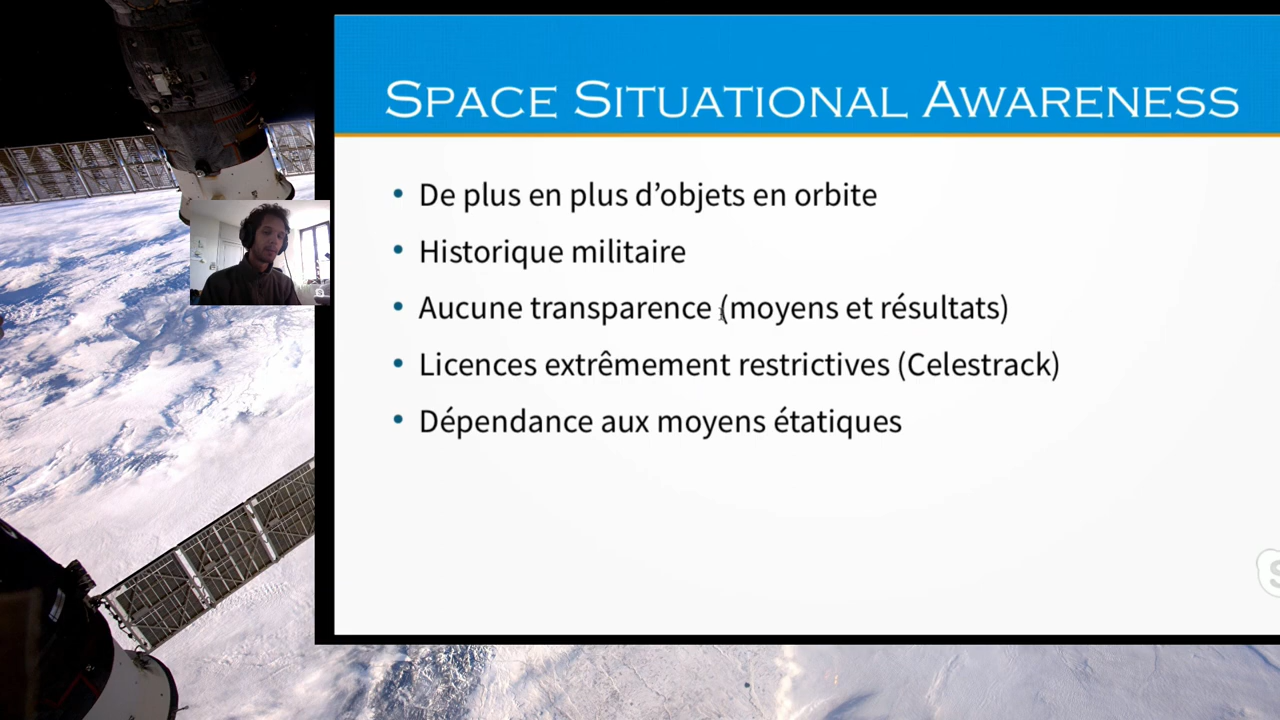 Space Situational Awareness
• De plus en plus d’objets en orbite
• Historique militaire
• Aucune transparence (moyens et résultats)
• Licences extrêmement restrictives (Celestrack)
• Dépendance aux moyens étatiques
S